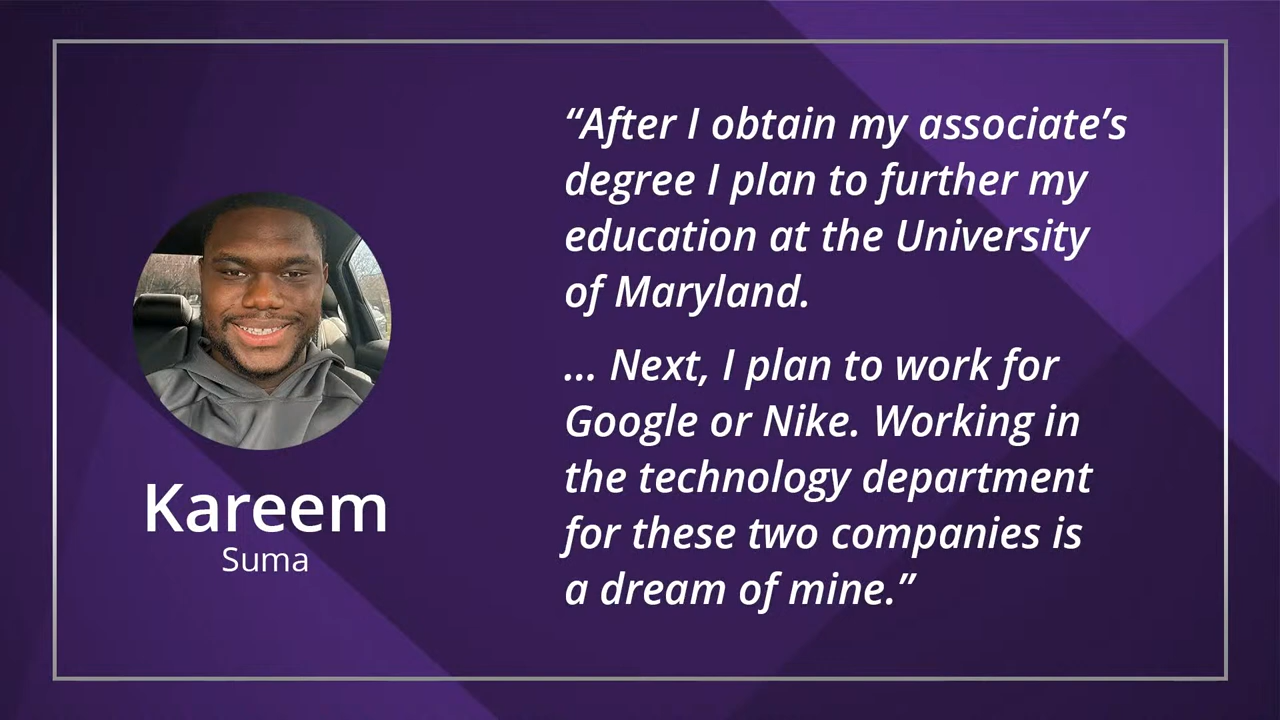 “After I obtain my associate’s
degree I plan to further my
education at the University
of Maryland.
... Next, I plan to work for
Google or Nike. Working in
the technology department
for these two companies is
a dream of mine.”
Kareem
Suma